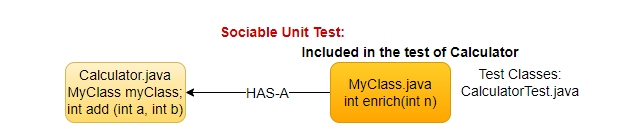 Sociable Unit Test:
Included in the test of Calculator
Calculator.java
MyClass myClass;
int add (int a, int b)
HAS-A
MyClass.java
int enrich(int n)
Test Classes:
CalculatorTest.java